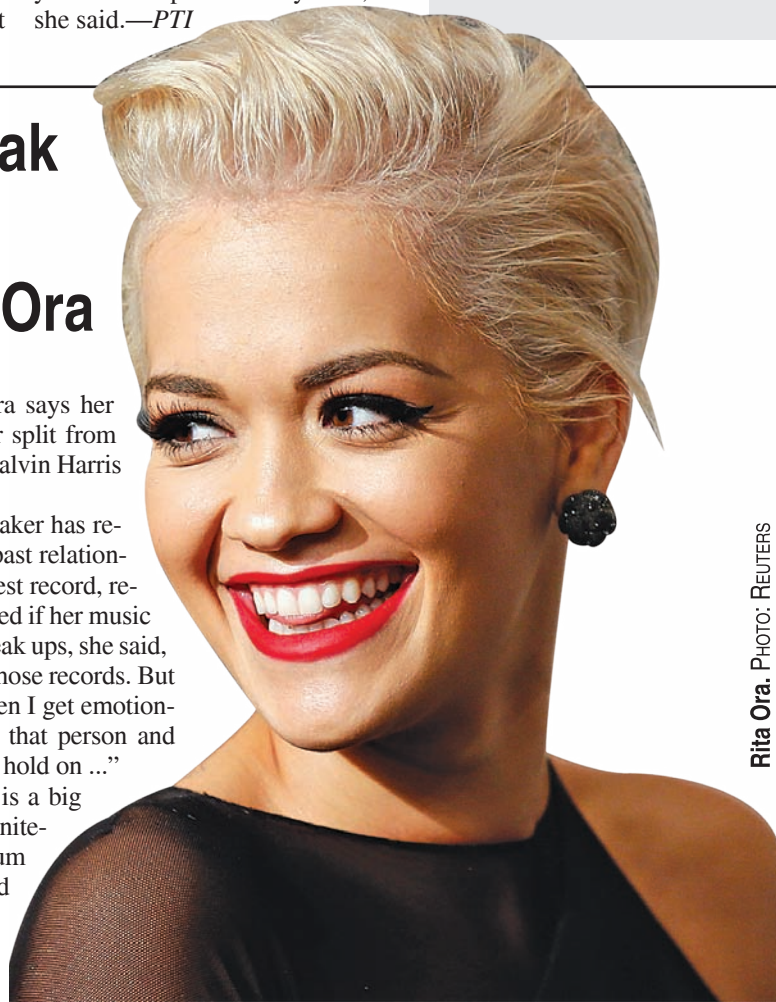 t she said.—PTI
ak
Ora
ra says her
r split from
alvin Harris
aker has re-
past relation-
est record, re-
ed if her music
eak ups, she said,
hose records. But
en I get emotion-
that person and
hold on ...”
is a big
nite-
um
d
Rita Ora. PHOTO: REUTERS